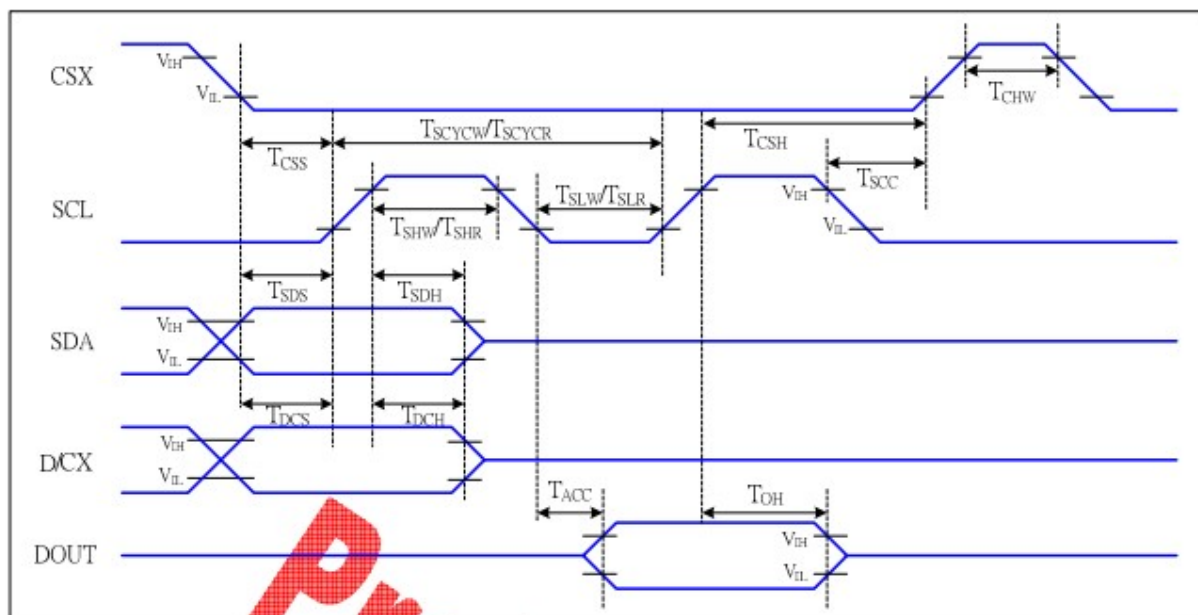 CSX
VIH
VIL
TCHW
TSCYCW/TSCYCR
TCSS
TCSH
TSCC
SCL
TSHW/TSHR
TSLW/TSLR
VIH
VIL
TSDS
TSDH
SDA
VIH
VIL
TDCS
TDCH
D/CX
VIH
VIL
TACC
TOH
DOUT
VIH
VIL
Pr